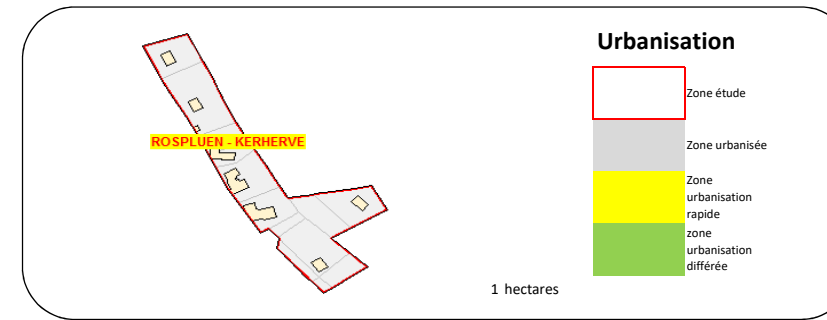 Urbanisation
Zone étude
ROSPLUEN - KERHERVE
Zone urbanisée
Zone
urbanisation
rapide
zone
urbanisation
différée
1 hectares